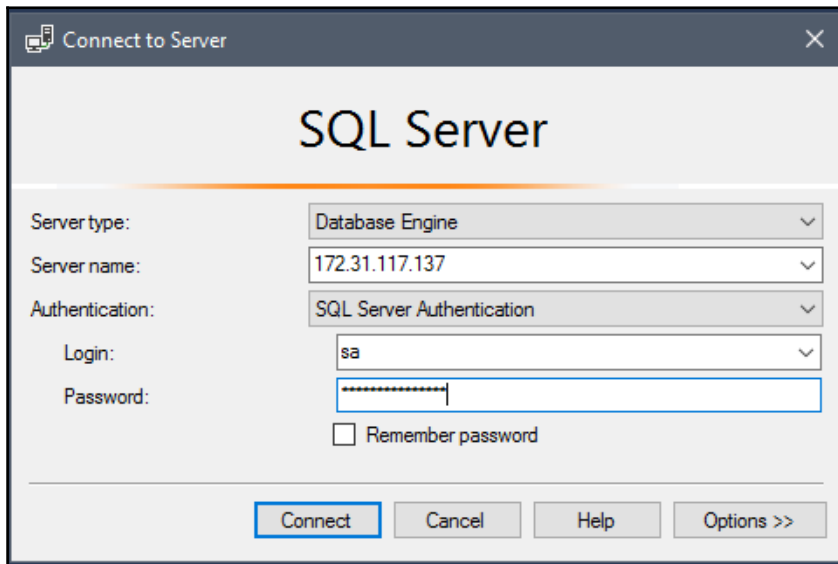 Connect to Server
SQL Server
Server type: Database Engine
Server name: 172.31.117.137
Authentication: SQL Server Authentication
Login: sa
Password: ***************
Remember password
Connect Cancel Help Options >>